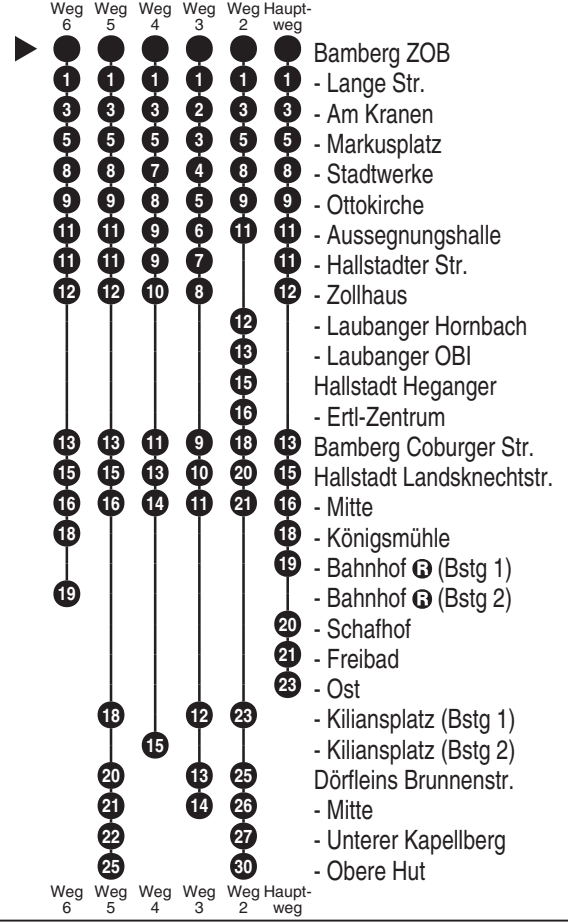 Weg Weg Weg Weg Weg Haupt-
6 5 4 3 2 weg
Bamberg ZOB
1 1 1 1 1 1 - Lange Str.
3 3 3 2 3 3 - Am Kranen
5 5 5 3 5 5 - Markusplatz
8 8 7 4 8 8 - Stadtwerke
9 9 8 5 9 9 - Ottokirche
11 11 9 6 11 11 - Aussegnungshalle
11 11 9 7 11 - Hallstadter Str.
12 12 10 8 12 - Zollhaus
12 - Laubanger Hornbach
13 - Laubanger OBI
15 Hallstadt Heganger
16 - Ertl-Zentrum
13 13 11 9 18 13 Bamberg Coburger Str.
15 15 13 10 20 15 Hallstadt Landsknechtstr.
16 16 14 11 21 16 - Mitte
18 18 - Königsmühle
19 - Bahnhof R (Bstg 1)
19 - Bahnhof R (Bstg 2)
20 - Schafhof
21 - Freibad
23 - Ost
18 12 23 - Kiliansplatz (Bstg 1)
15 - Kiliansplatz (Bstg 2)
20 13 25 Dörfleins Brunnenstr.
21 14 26 - Mitte
22 27 - Unterer Kapellberg
25 30 - Obere Hut
Weg Weg Weg Weg Weg Haupt-
6 5 4 3 2 weg